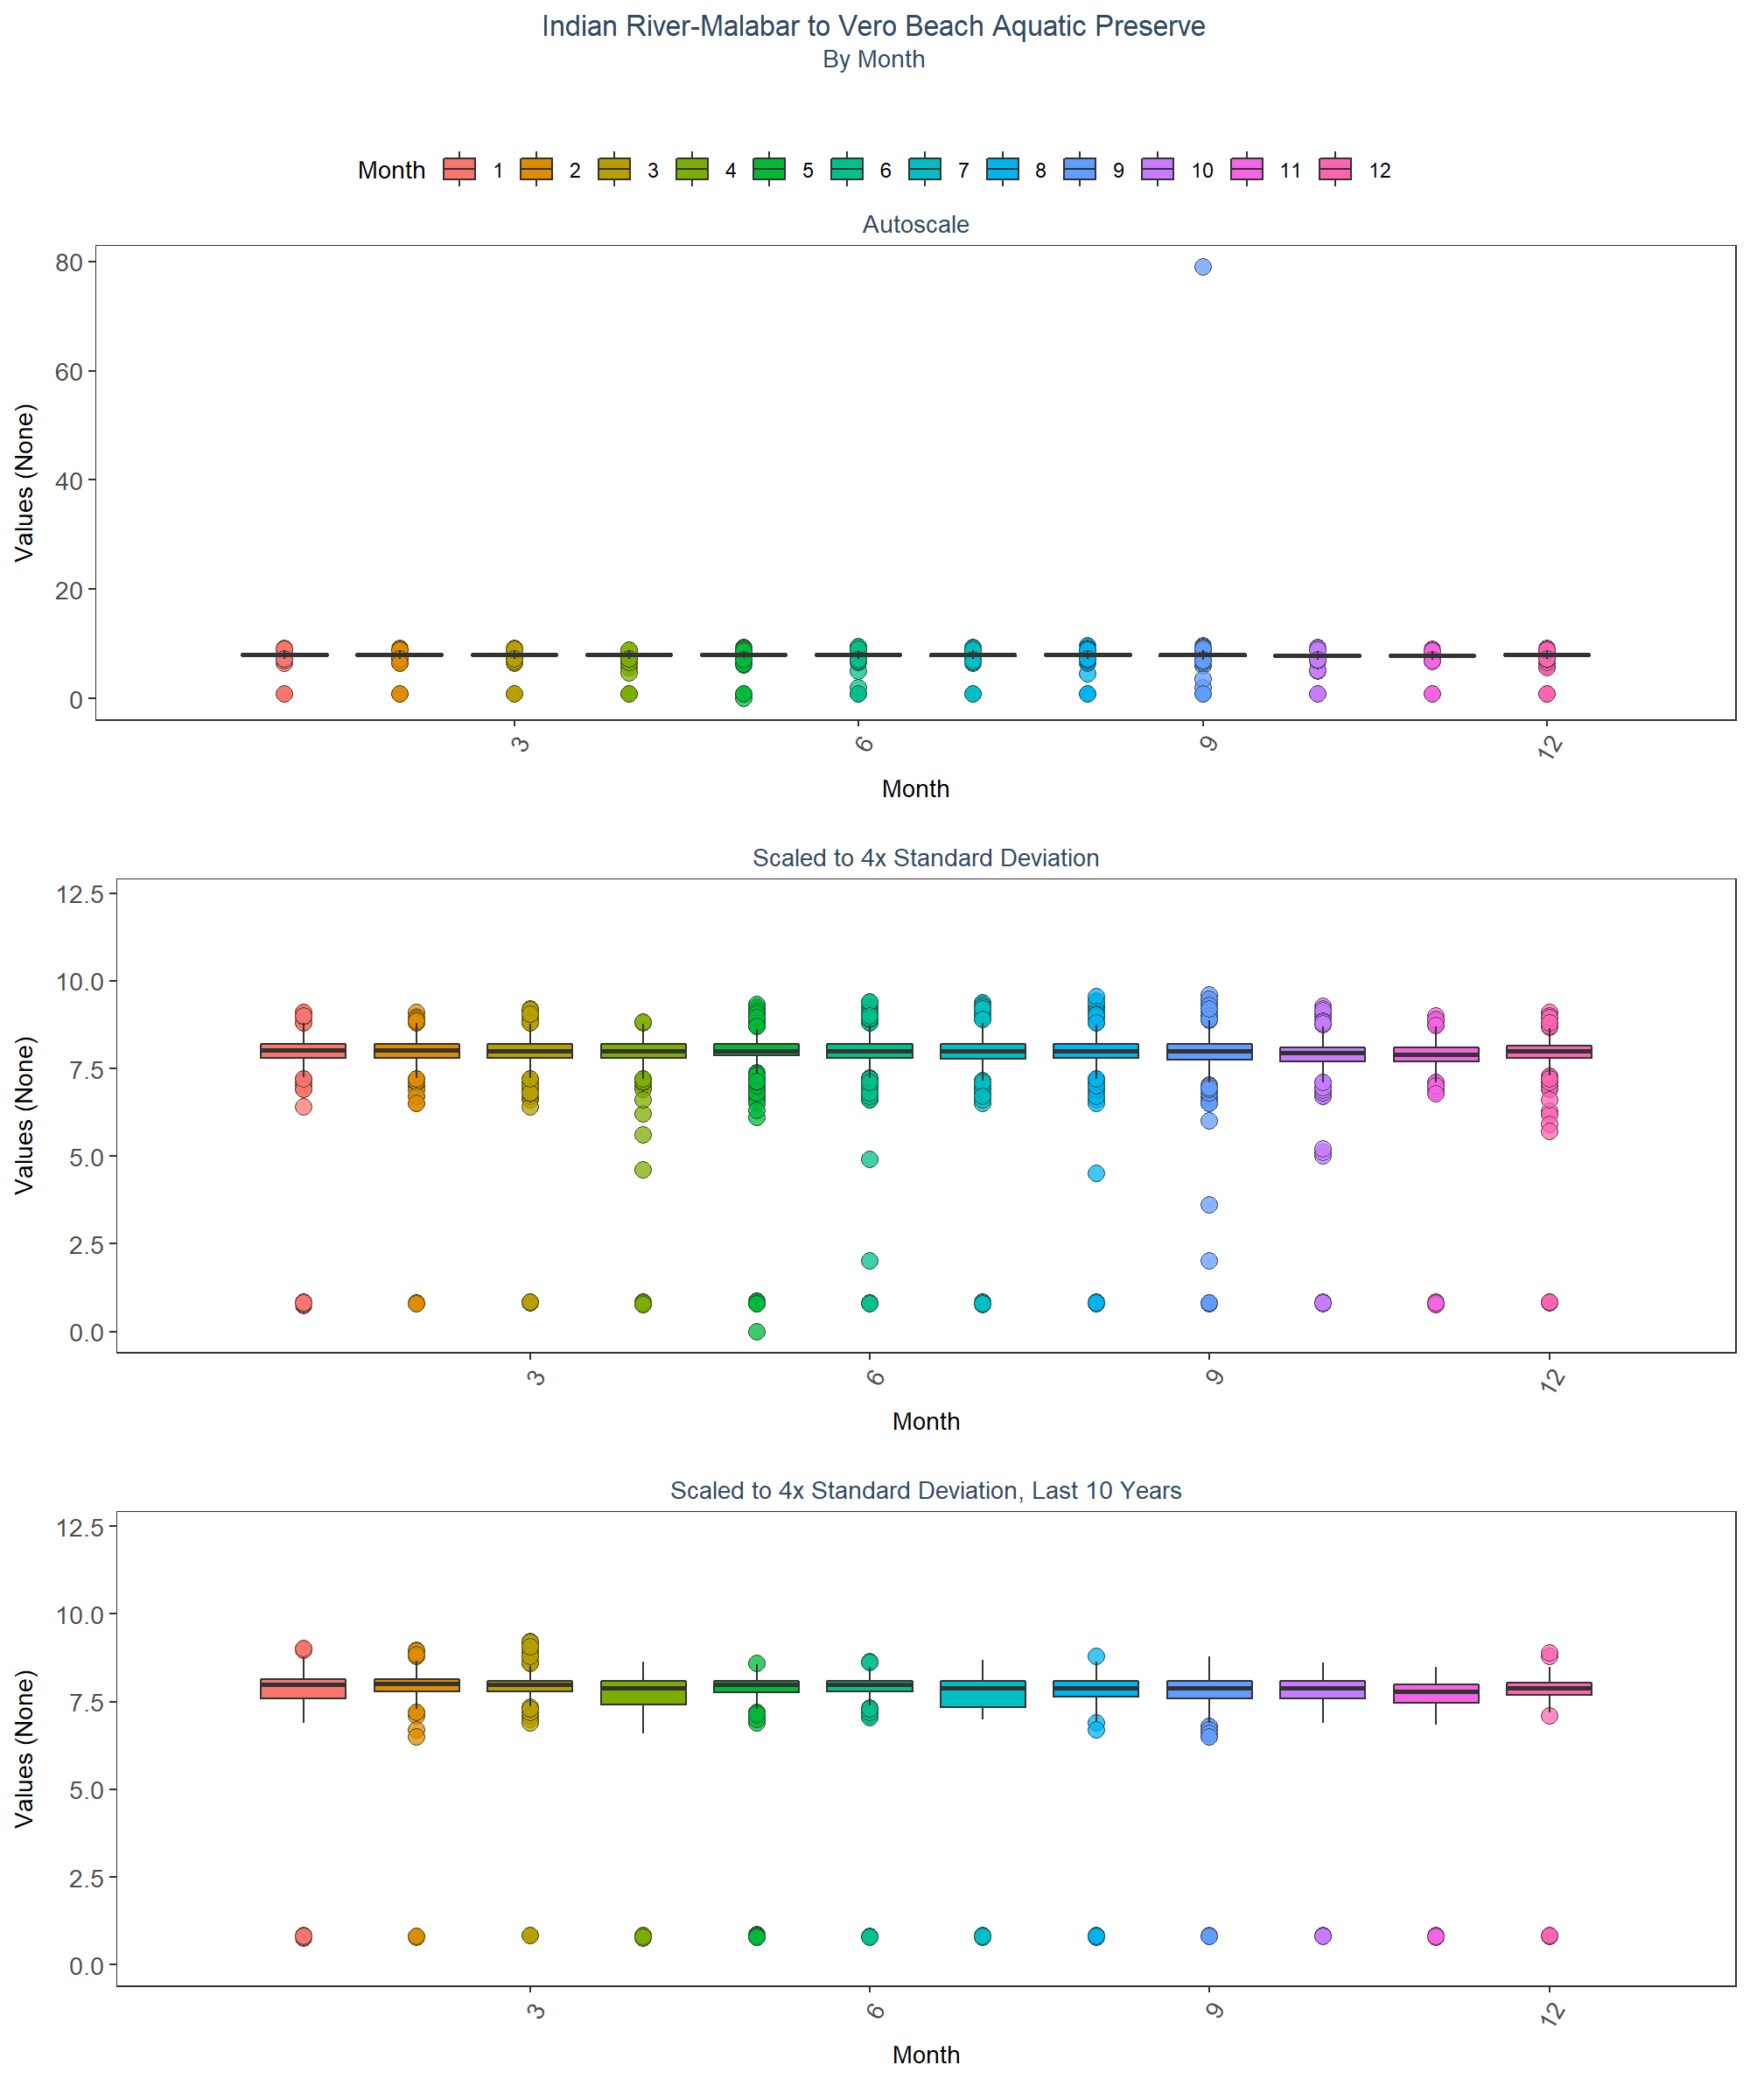 Indian River-Malabar to Vero Beach Aquatic Preserve
By Month
Month 1 2 3 4 5 6 7 8 9 10 11 12
Autoscale
80
60
40
20
0
Values (None)
3 6 9 12
Month
Scaled to 4x Standard Deviation
12.5
10.0
7.5
5.0
2.5
0.0
Values (None)
3 6 9 12
Month
Scaled to 4x Standard Deviation, Last 10 Years
12.5
10.0
7.5
5.0
2.5
0.0
Values (None)
3 6 9 12
Month